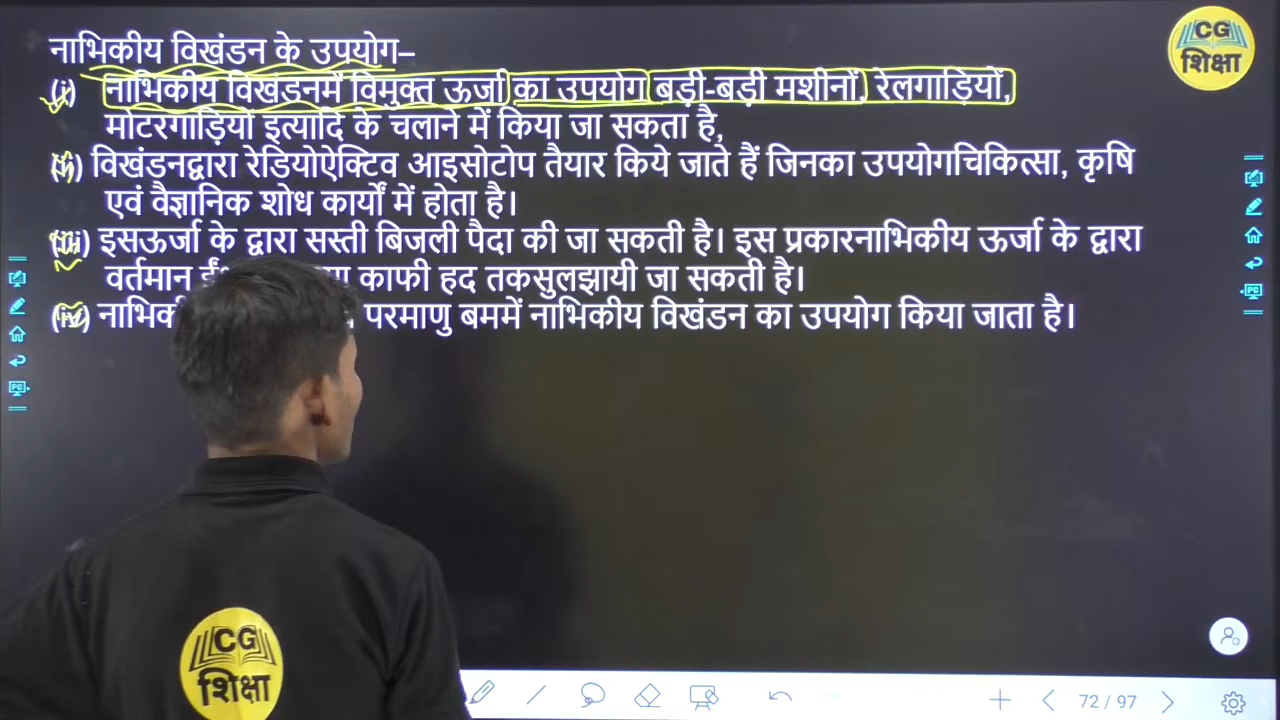 नाभिकीय विखंडन के उपयोग–
(i) नाभिकीय विखंडनमें विमुक्त ऊर्जा का उपयोग बड़ी-बड़ी मशीनों, रेलगाड़ियों,
मोटरगाड़ियों इत्यादि के चलाने में किया जा सकता है,
(ii) विखंडनद्वारा रेडियोऐक्टिव आइसोटोप तैयार किये जाते हैं जिनका उपयोगचिकित्सा, कृषि
एवं वैज्ञानिक शोध कार्यों में होता है।
(iii) इसऊर्जा के द्वारा सस्ती बिजली पैदा की जा सकती है। इस प्रकारनाभिकीय ऊर्जा के द्वारा
वर्तमान काफी हद तकसुलझायी जा सकती है।
(iv) परमाणु बममें नाभिकीय विखंडन का उपयोग किया जाता है।
CG
शिक्षा
CG
शिक्षा
PC
PC
72 / 97